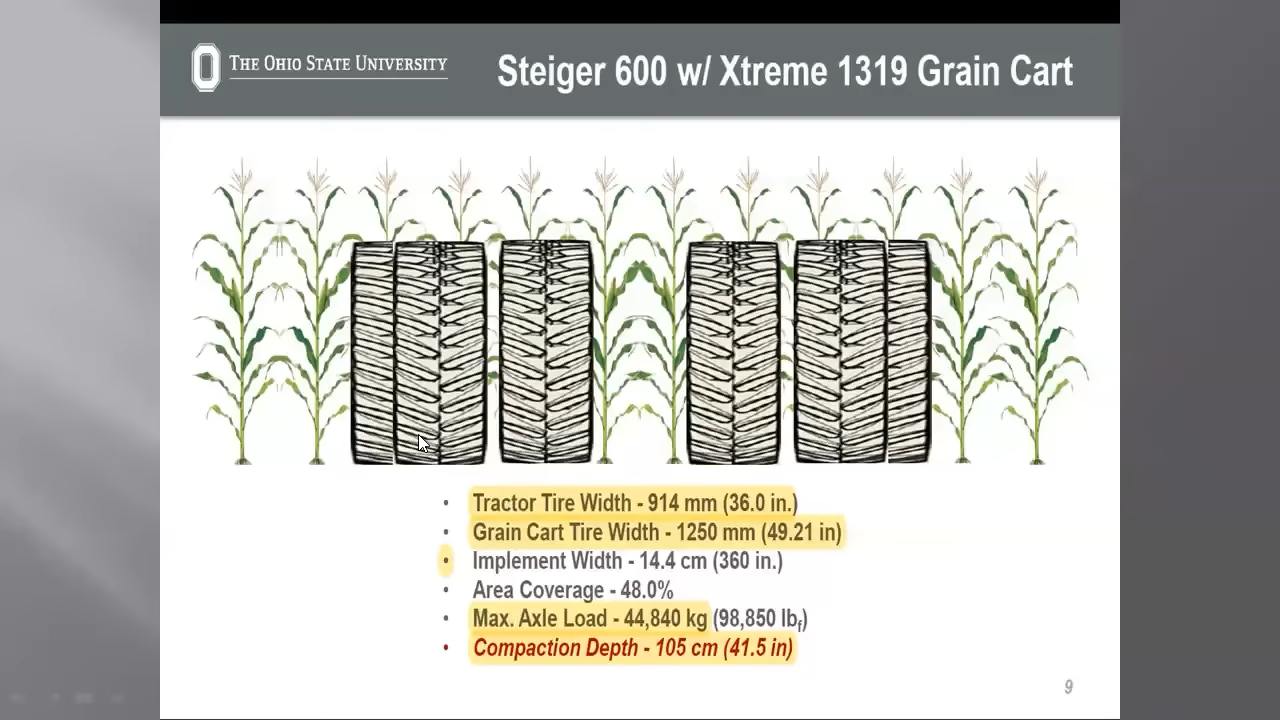 THE OHIO STATE UNIVERSITY
Steiger 600 w/ Xtreme 1319 Grain Cart
• Tractor Tire Width - 914 mm (36.0 in.)
• Grain Cart Tire Width - 1250 mm (49.21 in)
• Implement Width - 14.4 cm (360 in.)
• Area Coverage - 48.0%
• Max. Axle Load - 44,840 kg (98,850 lbf)
• Compaction Depth - 105 cm (41.5 in)
9